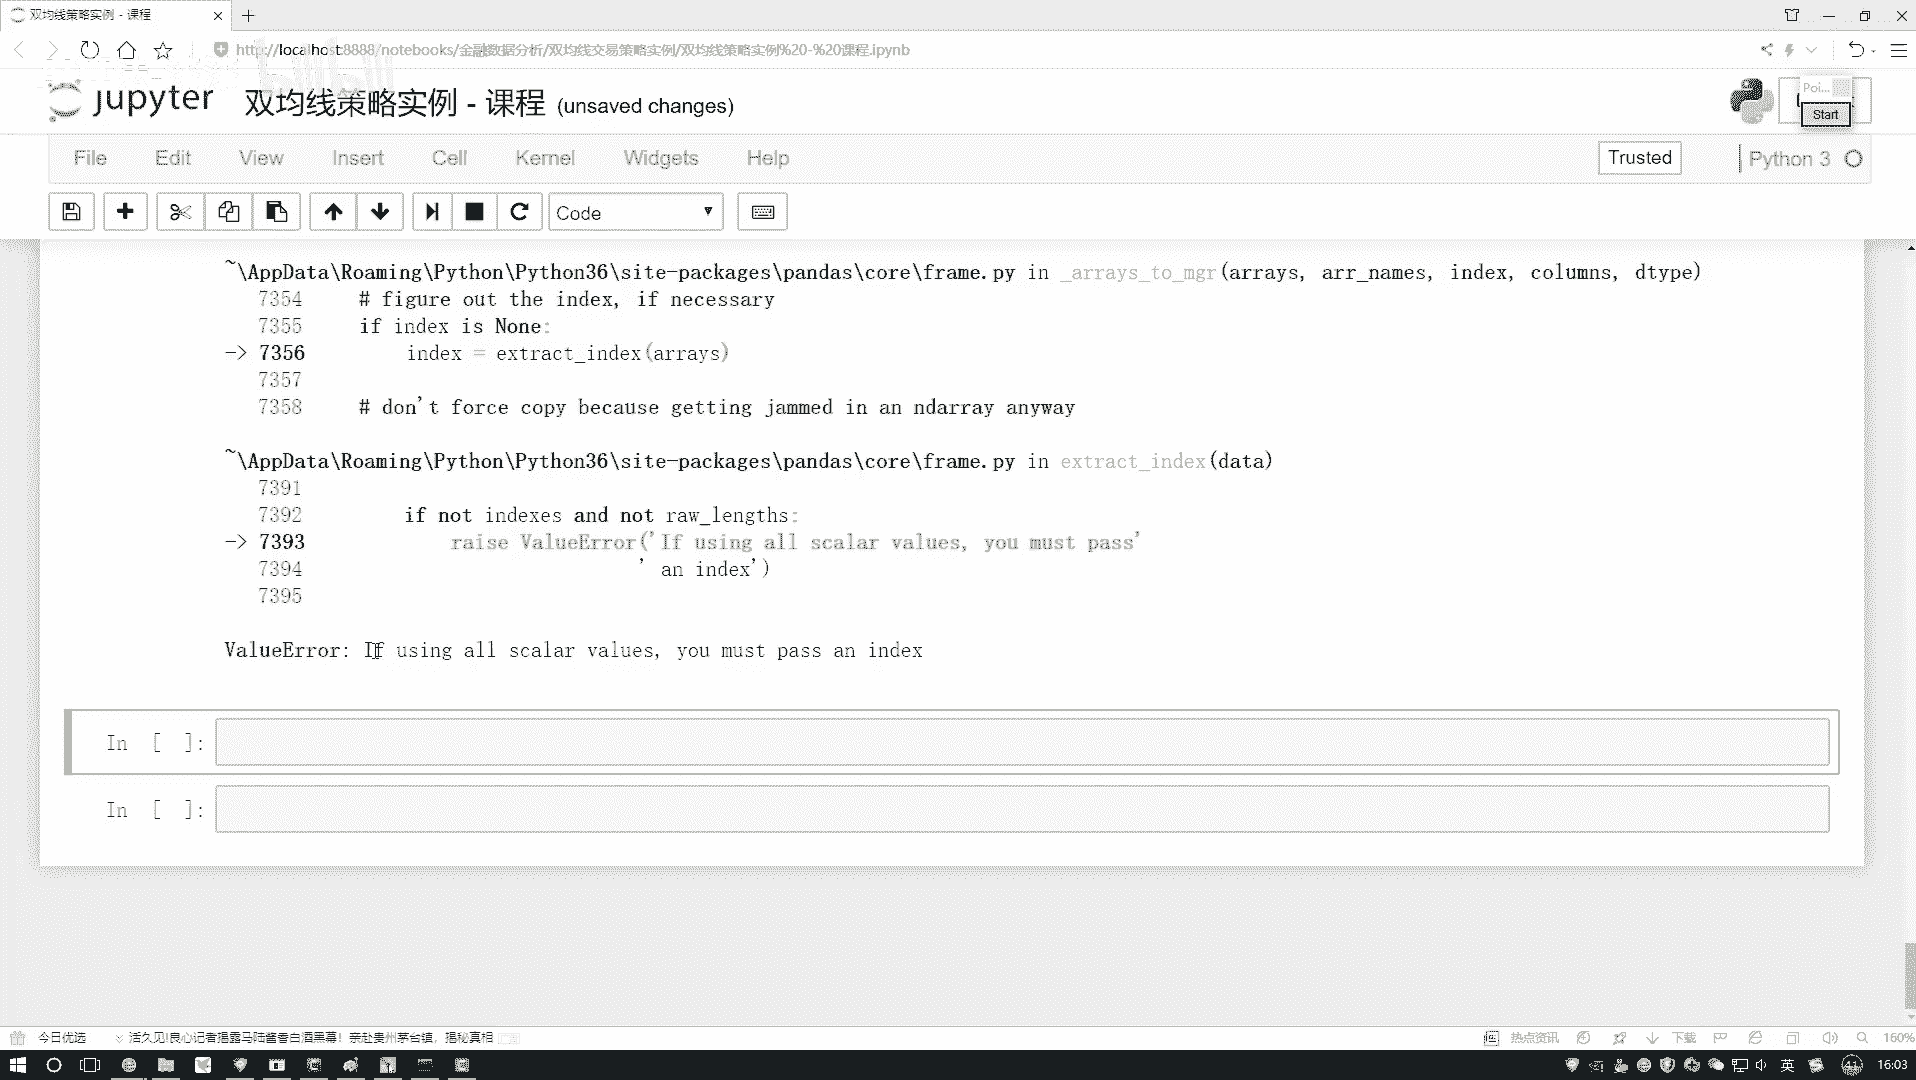 双均线策略实例 - 课程
http://localhost:8888/notebooks/金融数据分析/双均线交易策略实例/双均线策略实例%20-%20课程.ipynb
jupyter 双均线策略实例 - 课程 (unsaved changes)
Poi...
Start
File Edit View Insert Cell Kernel Widgets Help
Trusted
Python 3
Code
~\AppData\Roaming\Python\Python36\site-packages\pandas\core\frame.py in _arrays_to_mgr(arrays, arr_names, index, columns, dtype)
7354 # figure out the index, if necessary
7355 if index is None:
-> 7356 index = extract_index(arrays)
7357
7358 # don't force copy because getting jammed in an ndarray anyway
~\AppData\Roaming\Python\Python36\site-packages\pandas\core\frame.py in extract_index(data)
7391
7392 if not indexes and not raw_lengths:
-> 7393 raise ValueError('If using all scalar values, you must pass'
7394 ' an index')
7395
ValueError: If using all scalar values, you must pass an index
In [ ]:
In [ ]:
今日优选 活久见!良心记者揭露马陆酱香白酒黑幕! 亲赴贵州茅台镇，揭秘真相
热点资讯 下载 160%
英 41 16:03